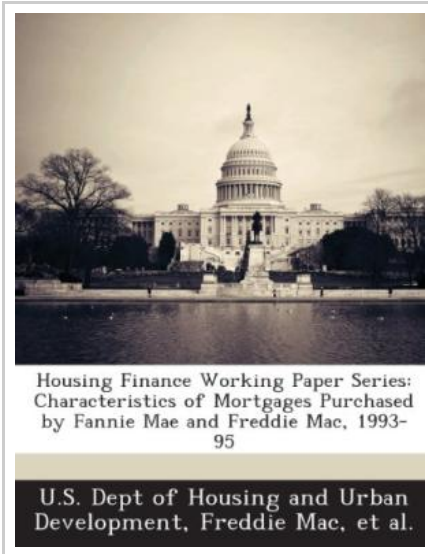 Housing Finance Working Paper Series:
Characteristics of Mortgages Purchased
by Fannie Mae and Freddie Mac, 1993-
95
U.S. Dept of Housing and Urban
Development, Freddie Mac, et al.